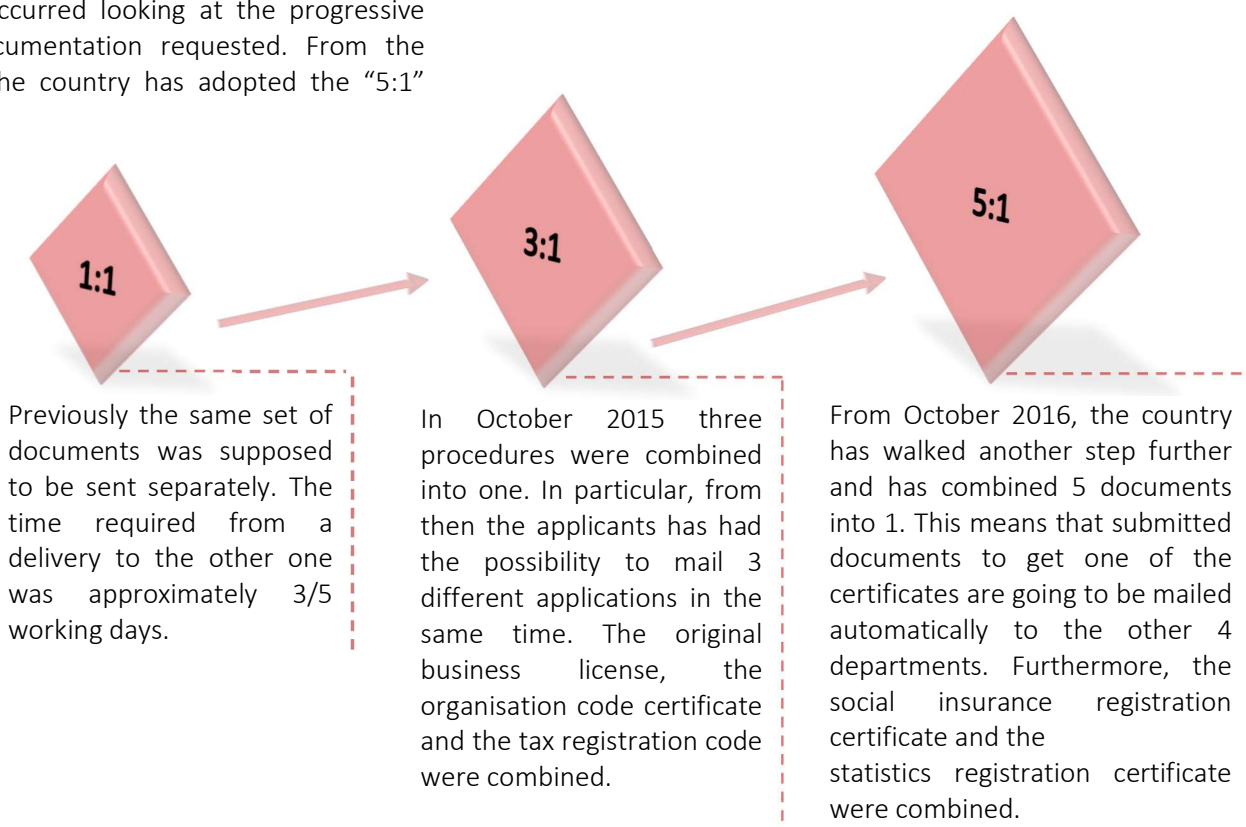 ccurred looking at the progressive
cumentation requested. From the
he country has adopted the “5:1”
1:1
3:1
5:1
Previously the same set of
documents was supposed
to be sent separately. The
time required from a
delivery to the other one
was approximately 3/5
working days.
In October 2015 three
procedures were combined
into one. In particular, from
then the applicants has had
the possibility to mail 3
different applications in the
same time. The original
business license, the
organisation code certificate
and the tax registration code
were combined.
From October 2016, the country
has walked another step further
and has combined 5 documents
into 1. This means that submitted
documents to get one of the
certificates are going to be mailed
automatically to the other 4
departments. Furthermore, the
social insurance registration
certificate and the
statistics registration certificate
were combined.